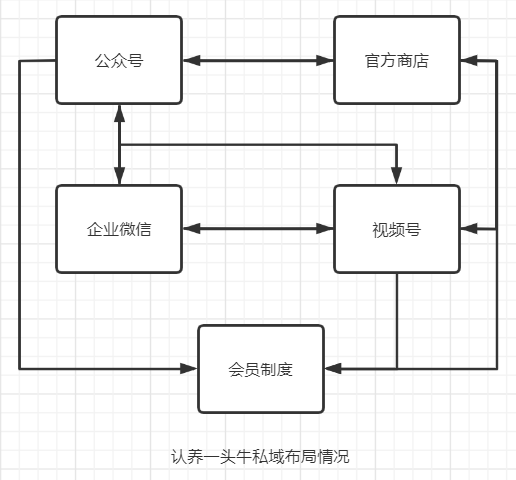 公众号
官方商店
企业微信
视频号
会员制度
认养一头牛私域布局情况